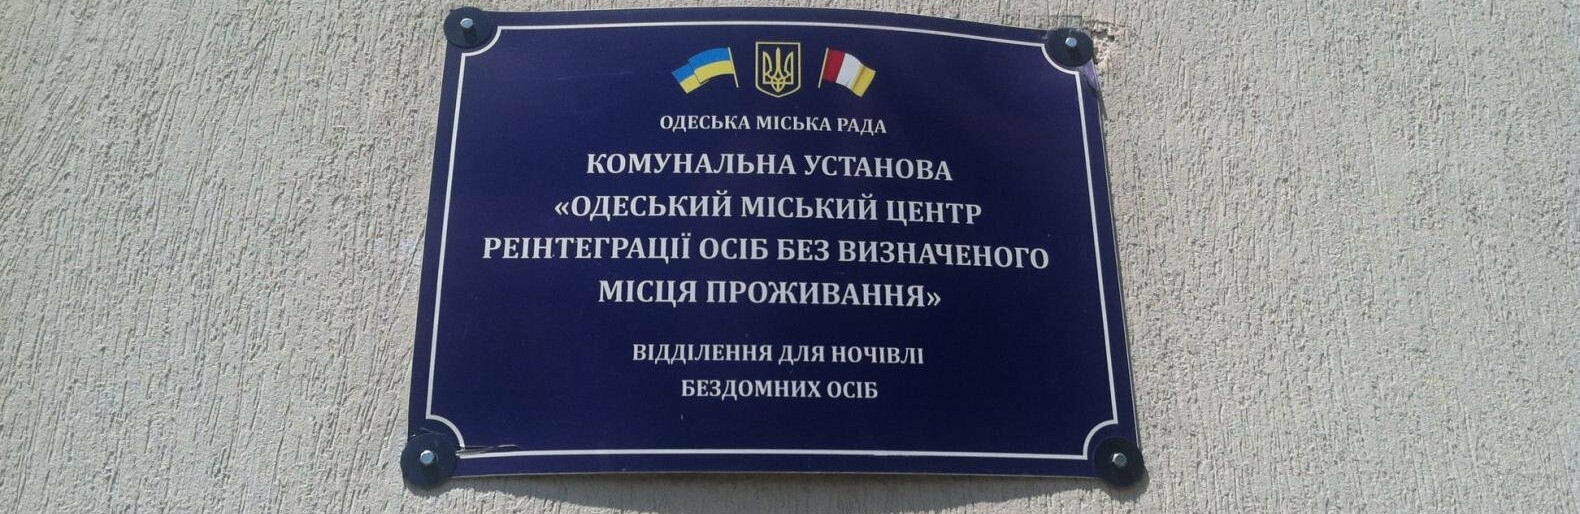 ОДЕСЬКА МІСЬКА РАДА
КОМУНАЛЬНА УСТАНОВА
«ОДЕСЬКИЙ МІСЬКИЙ ЦЕНТР
РЕІНТЕГРАЦІЇ ОСІБ БЕЗ ВИЗНАЧЕНОГО
МІСЦЯ ПРОЖИВАННЯ»
ВІДДІЛЕННЯ ДЛЯ НОЧІВЛІ
БЕЗДОМНИХ ОСІБ